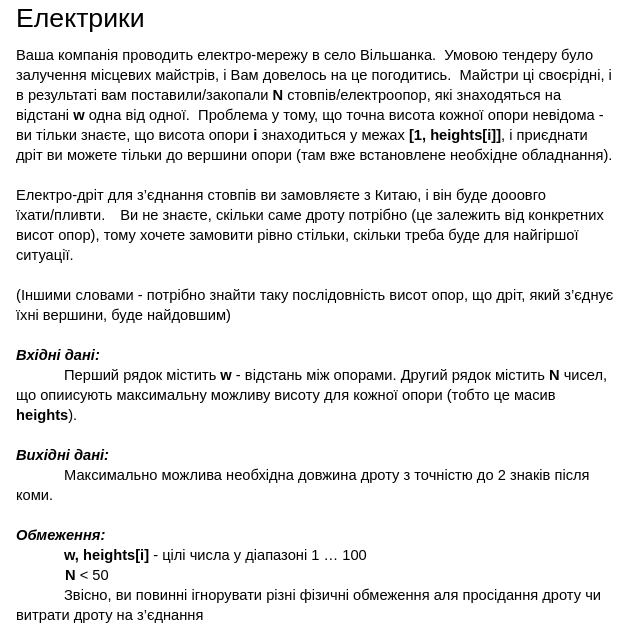 Електрики
Ваша компанія проводить електро-мережу в село Вільшанка.  Умовою тендеру було
залучення місцевих майстрів, і Вам довелось на це погодитись.  Майстри ці своєрідні, і
в результаті вам поставили/закопали N стовпів/електроопор, які знаходяться на
відстані w одна від одної.  Проблема у тому, що точна висота кожної опори невідома -
ви тільки знаєте, що висота опори i знаходиться у межах [1, heights[i]], і приєднати
дріт ви можете тільки до вершини опори (там вже встановлене необхідне обладнання).
Електро-дріт для з’єднання стовпів ви замовляєте з Китаю, і він буде дооовго
їхати/пливти.    Ви не знаєте, скільки саме дроту потрібно (це залежить від конкретних
висот опор), тому хочете замовити рівно стільки, скільки треба буде для найгіршої
ситуації.
(Іншими словами - потрібно знайти таку послідовність висот опор, що дріт, який з’єднує
їхні вершини, буде найдовшим)
Вхідні дані:
Перший рядок містить w - відстань між опорами. Другий рядок містить N чисел,
що опиисують максимальну можливу висоту для кожної опори (тобто це масив
heights).
Вихідні дані:
Максимально можлива необхідна довжина дроту з точністю до 2 знаків після
коми.
Обмеження:
w, heights[i] - цілі числа у діапазоні 1 … 100
N < 50
Звісно, ви повинні ігнорувати різні фізичні обмеження аля просідання дроту чи
витрати дроту на з’єднання